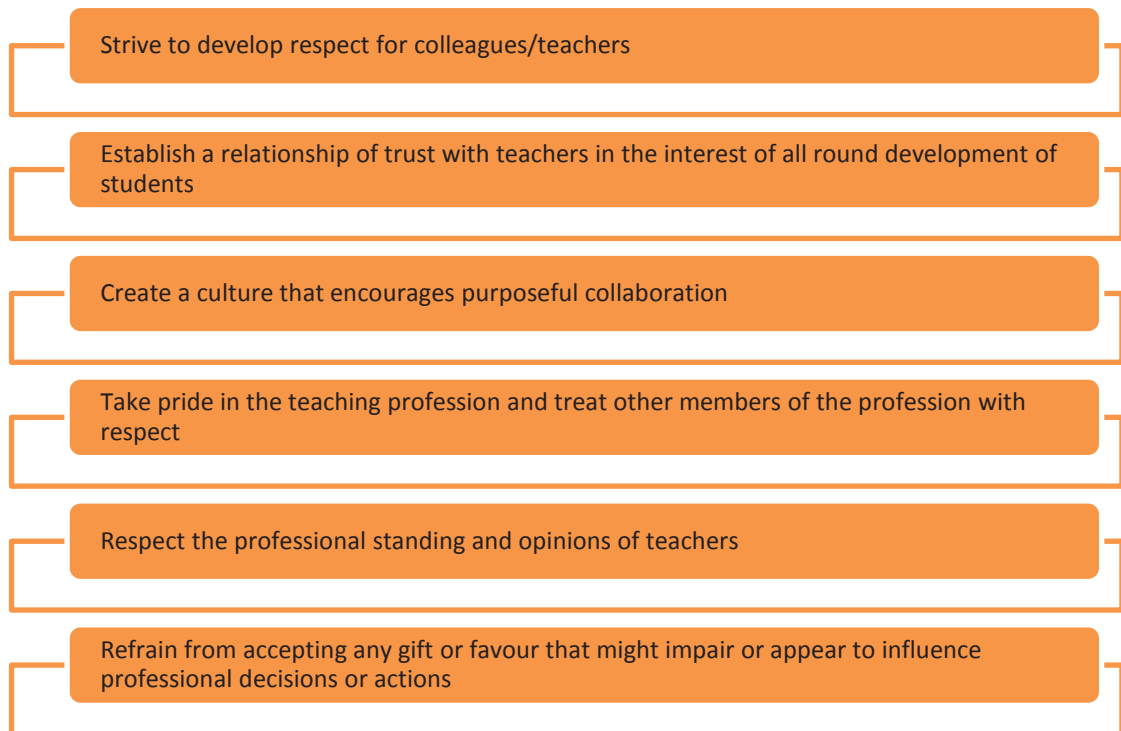 Strive to develop respect for colleagues/teachers
Establish a relationship of trust with teachers in the interest of all round development of
students
Create a culture that encourages purposeful collaboration
Take pride in the teaching profession and treat other members of the profession with
respect
Respect the professional standing and opinions of teachers
Refrain from accepting any gift or favour that might impair or appear to influence
professional decisions or actions